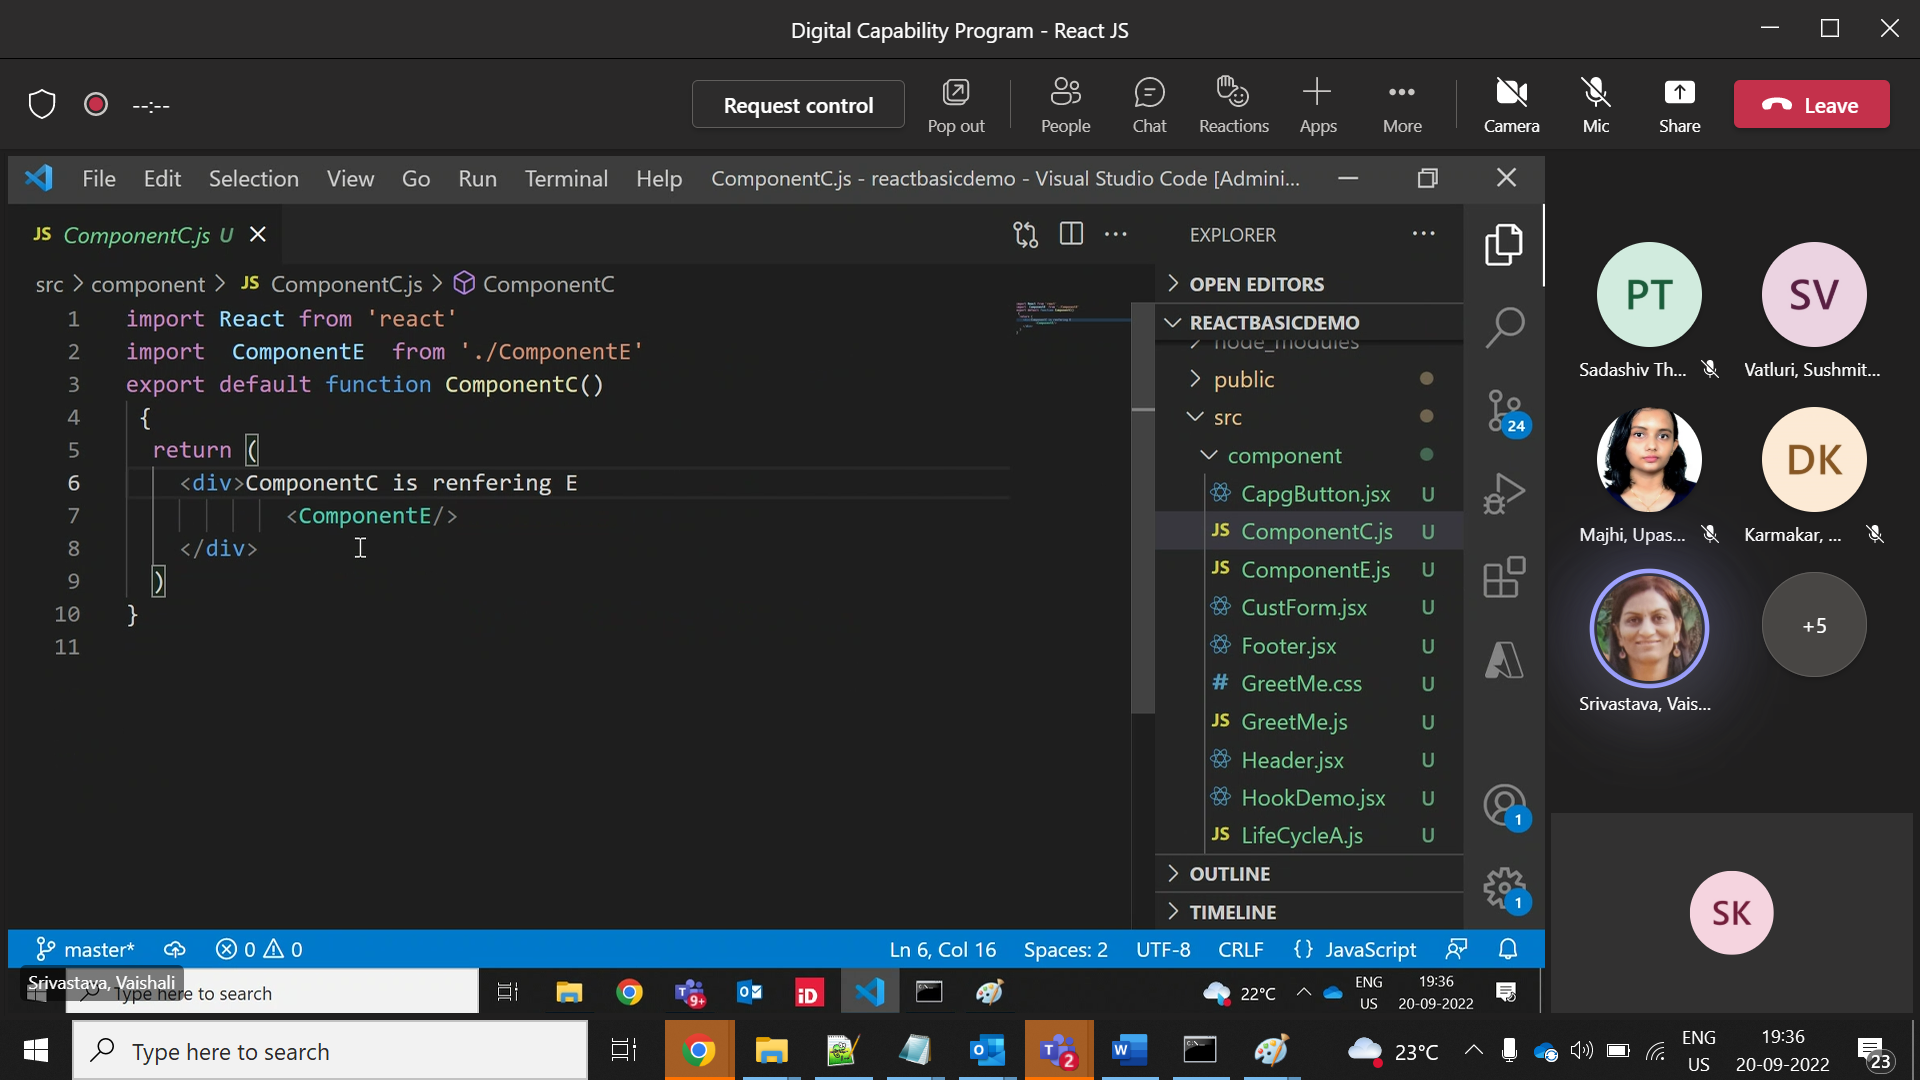 Digital Capability Program - React JS
--:--
Request control
Pop out
People
Chat
Reactions
Apps
More
Camera
Mic
Share
Leave
File Edit Selection View Go Run Terminal Help ComponentC.js - reactbasicdemo - Visual Studio Code [Admini...
JS ComponentC.js U
src > component > JS ComponentC.js > ComponentC
1 import React from 'react'
2 import  ComponentE  from './ComponentE'
3 export default function ComponentC()
4 {
5 return (
6 <div>ComponentC is renfering E
7 <ComponentE/>
8 </div>
9 )
10 }
11
EXPLORER
OPEN EDITORS
REACTBASICDEMO
node_modules
public
src
component
CapgButton.jsx U
JS ComponentC.js U
JS ComponentE.js U
CustForm.jsx U
Footer.jsx U
# GreetMe.css U
JS GreetMe.js U
Header.jsx U
HookDemo.jsx U
JS LifeCycleA.js U
OUTLINE
TIMELINE
24
1
1
PT
Sadashiv Th...
SV
Vatluri, Sushmit...
Majhi, Upas...
DK
Karmakar, ...
Srivastava, Vais...
+5
SK
master* 0 0 Ln 6, Col 16 Spaces: 2 UTF-8 CRLF {} JavaScript
Srivastava, Vaishali
Type here to search
9+
iD
22°C
ENG
US
19:36
20-09-2022
Type here to search
2
23°C
ENG
US
19:36
20-09-2022
23